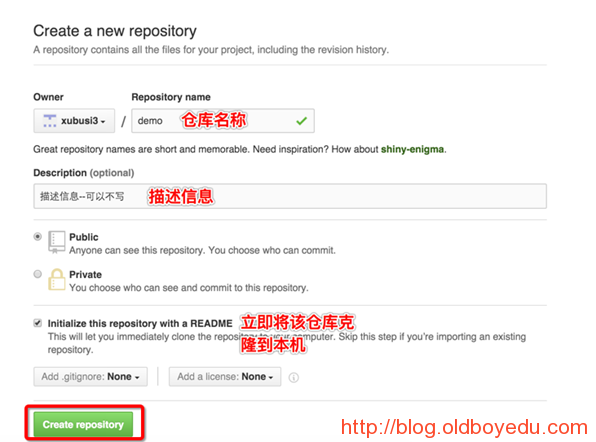 Create a new repository
A repository contains all the files for your project, including the revision history.
Owner Repository name
xubusi3 / demo 仓库名称
Great repository names are short and memorable. Need inspiration? How about shiny-enigma.
Description (optional)
描述信息--可以不写 描述信息
Public
Anyone can see this repository. You choose who can commit.
Private
You choose who can see and commit to this repository.
Initialize this repository with a README 立即将该仓库克
This will let you immediately clone the repository to your computer. Skip this step if you're importing an existing
隆到本机
repository.
Add .gitignore: None Add a license: None
Create repository
http://blog.oldboyedu.com